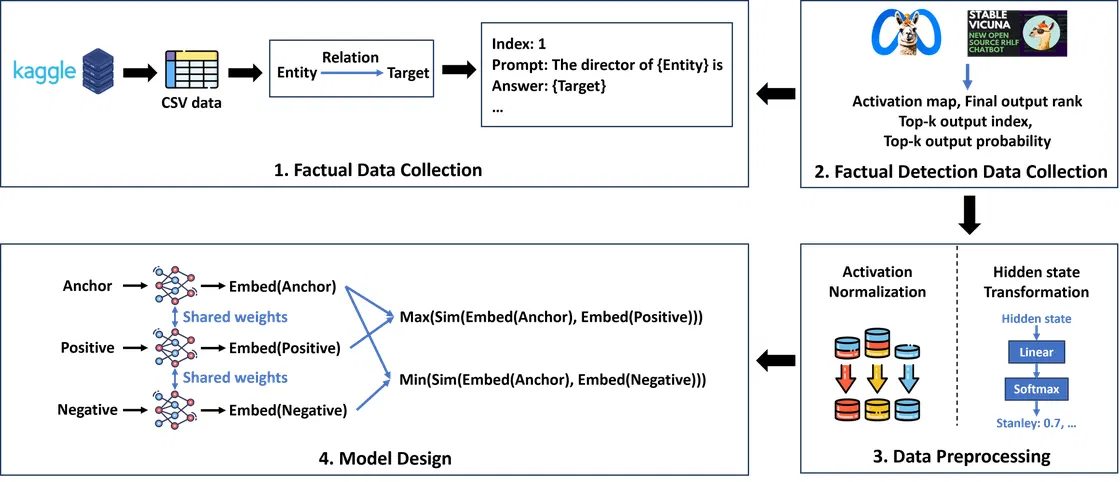 kaggle
CSV data
Relation
Entity
Target
Index: 1
Prompt: The director of {Entity} is
Answer: {Target}
...
1. Factual Data Collection
STABLE
VICUNA
NEW OPEN
SOURCE RHLF
CHATBOT
Activation map, Final output rank
Top-k output index,
Top-k output probability
2. Factual Detection Data Collection
Activation
Normalization
Hidden state
Transformation
Hidden state
Linear
Softmax
Stanley: 0.7, ...
3. Data Preprocessing
Anchor
Embed(Anchor)
Shared weights
Max(Sim(Embed(Anchor), Embed(Positive)))
Positive
Embed(Positive)
Shared weights
Min(Sim(Embed(Anchor), Embed(Negative)))
Negative
Embed(Negative)
4. Model Design